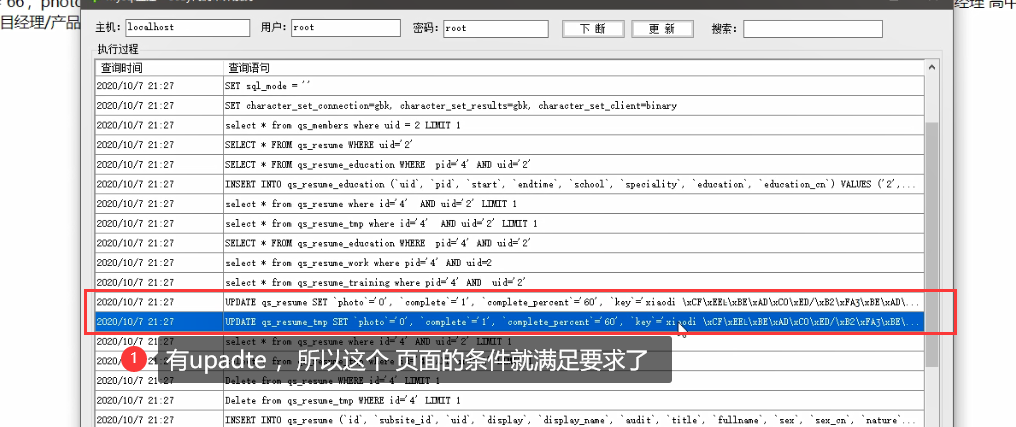 66 , photo
经理 高中
目经理/产品
主机: localhost 用户: root 密码: root 下 断 更 新 搜索:
执行过程
查询时间 查询语句
2020/10/7 21:27 SET sql_mode = ''
2020/10/7 21:27 SET character_set_connection=gbk, character_set_results=gbk, character_set_client=binary
2020/10/7 21:27 select * from qs_members where uid = 2 LIMIT 1
2020/10/7 21:27 SELECT * FROM qs_resume WHERE uid='2'
2020/10/7 21:27 SELECT * FROM qs_resume_education WHERE pid='4' AND uid='2'
2020/10/7 21:27 INSERT INTO qs_resume_education (`uid`, `pid`, `start`, `endtime`, `school`, `speciality`, `education`, `education_cn`) VALUES ('2',...
2020/10/7 21:27 select * from qs_resume where id='4' AND uid='2' LIMIT 1
2020/10/7 21:27 select * from qs_resume_tmp where id='4' AND uid='2' LIMIT 1
2020/10/7 21:27 SELECT * FROM qs_resume_education WHERE pid='4' AND uid='2'
2020/10/7 21:27 select * from qs_resume_work where pid='4' AND uid=2
2020/10/7 21:27 select * from qs_resume_training where pid='4' AND uid='2'
2020/10/7 21:27 UPDATE qs_resume SET `photo`='0', `complete`='1', `complete_percent`='60', `key`='xiaodi \xCF\xEEL\xBE\xAD\xC0\xED/\xB2\xFA3\xBE\xAD\...
2020/10/7 21:27 UPDATE qs_resume_tmp SET `photo`='0', `complete`='1', `complete_percent`='60', `key`='xiaodi \xCF\xEEL\xBE\xAD\xC0\xED/\xB2\xFA3\xBE\xAD\...
2020/10/7 21:27 select * from qs_resume where id='4' AND uid='2' LIMIT 1
1 有upadte ，所以这个 页面的条件就满足要求了
2020/10/7 21:27 Delete from qs_resume WHERE id='4' LIMIT 1
2020/10/7 21:27 Delete from qs_resume_tmp WHERE id='4' LIMIT 1
2020/10/7 21:27 INSERT INTO qs_resume (`id`, `subsite_id`, `uid`, `display`, `display_name`, `audit`, `title`, `fullname`, `sex`, `sex_cn`, `nature`...